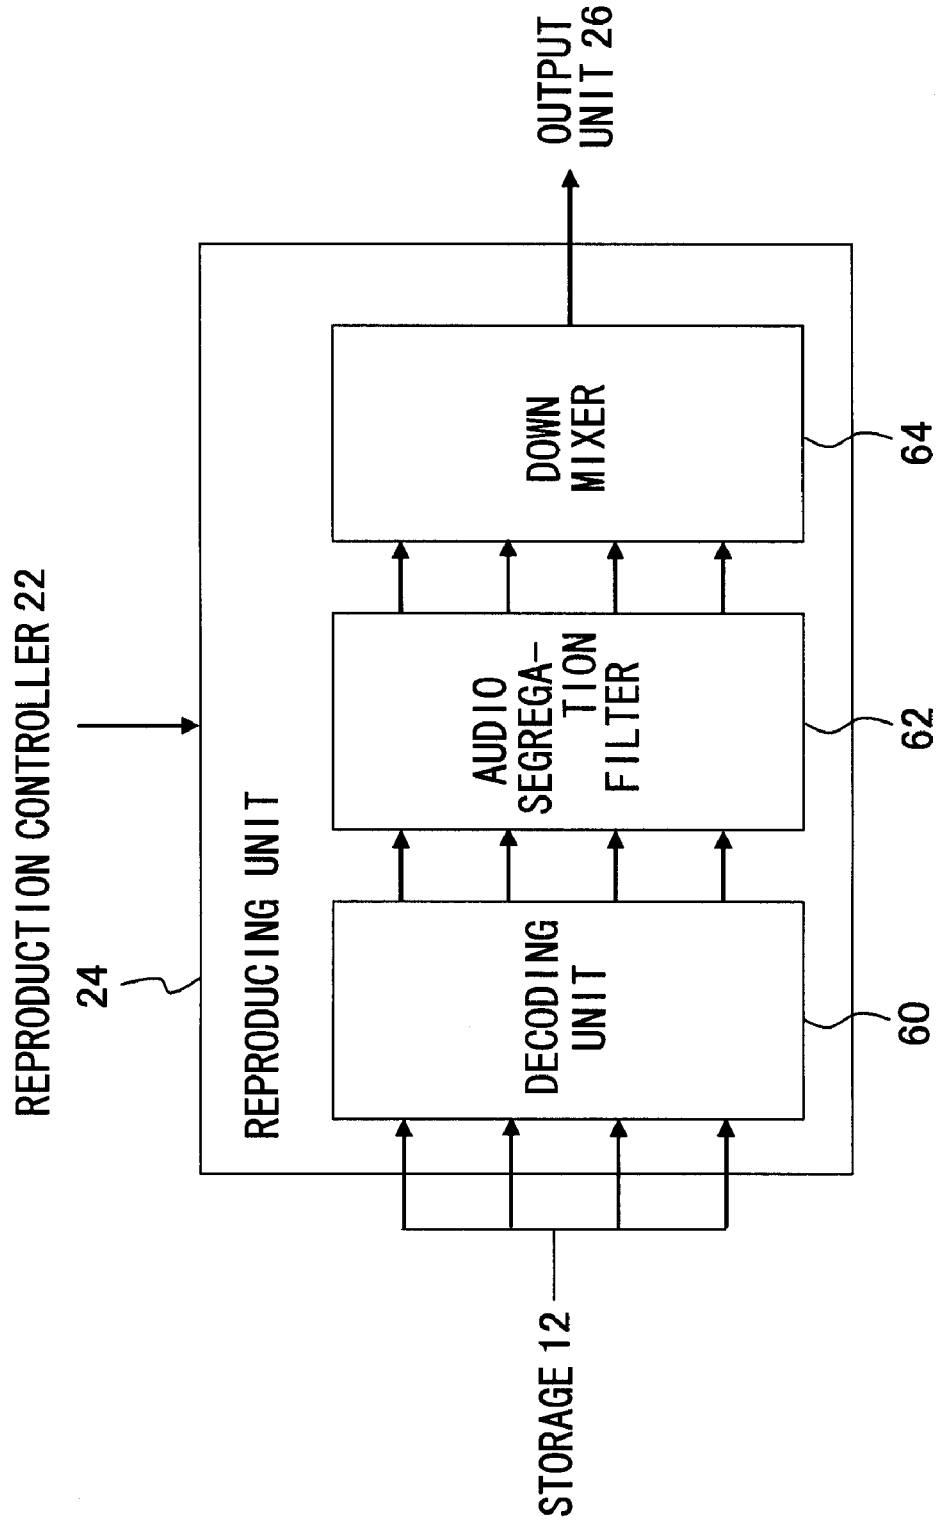 REPRODUCTION CONTROLLER 22
24
REPRODUCING UNIT
STORAGE 12
DECODING
UNIT
60
AUDIO
SEGREGA-
TION
FILTER
62
DOWN
MIXER
64
OUTPUT
UNIT 26